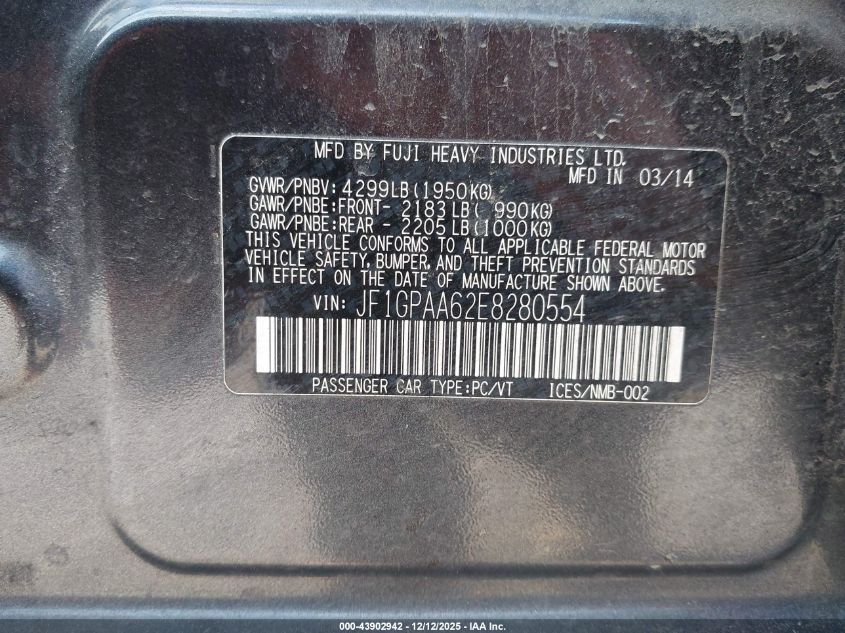 MFD BY FUJI HEAVY INDUSTRIES LTD.
MFD IN 03/14
GVWR/PNBV: 4299LB (1950KG)
GAWR/PNBE: FRONT- 2183 LB ( 990KG)
GAWR/PNBE: REAR - 2205 LB (1000KG)
THIS VEHICLE CONFORMS TO ALL APPLICABLE FEDERAL MOTOR
VEHICLE SAFETY, BUMPER, AND THEFT PREVENTION STANDARDS
IN EFFECT ON THE DATE OF MANUFACTURE SHOWN ABOVE.
VIN: JF1GPAA62E8280554
PASSENGER CAR TYPE:PC/VT ICES/NMB-002
000-43902942 - 12/12/2025 - IAA Inc.